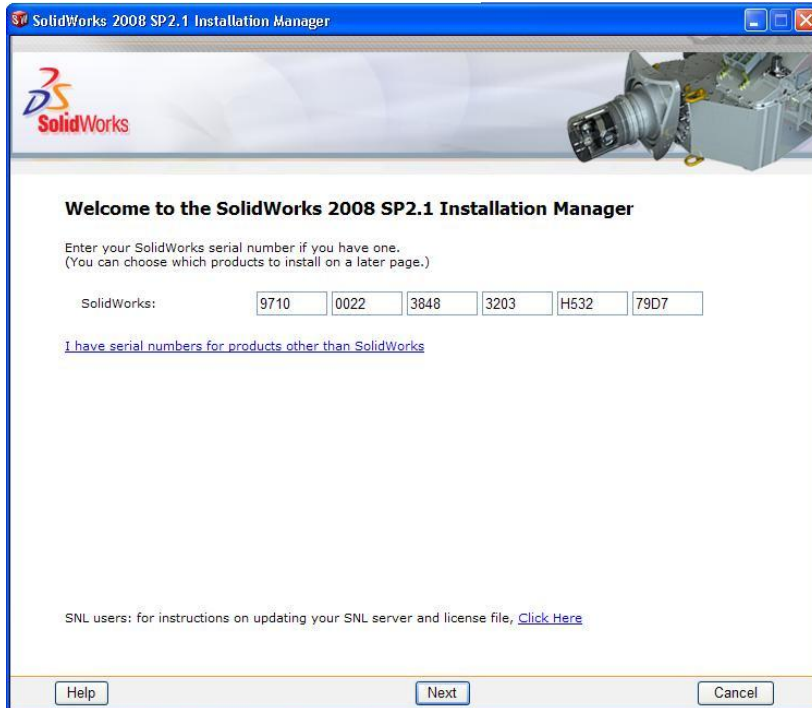 SolidWorks 2008 SP2.1 Installation Manager
SolidWorks
Welcome to the SolidWorks 2008 SP2.1 Installation Manager
Enter your SolidWorks serial number if you have one.
(You can choose which products to install on a later page.)
SolidWorks: 9710 0022 3848 3203 H532 79D7
I have serial numbers for products other than SolidWorks
SNL users: for instructions on updating your SNL server and license file, Click Here
Help Next Cancel